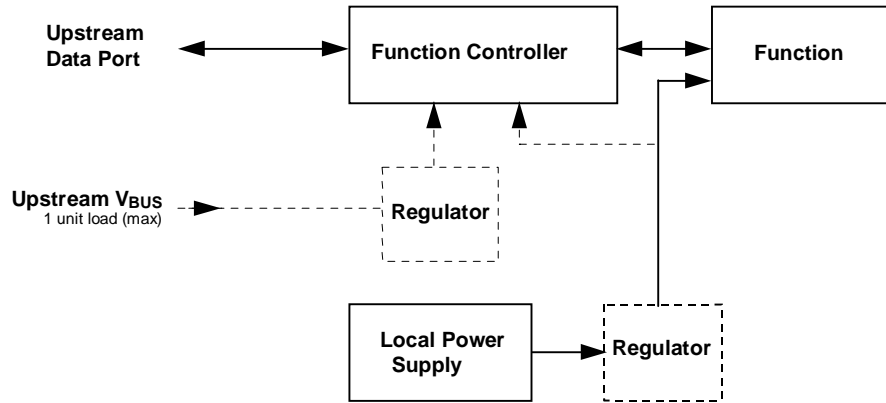 Upstream
Data Port
Function Controller
Function
Upstream VBUS
1 unit load (max)
Regulator
Local Power
Supply
Regulator